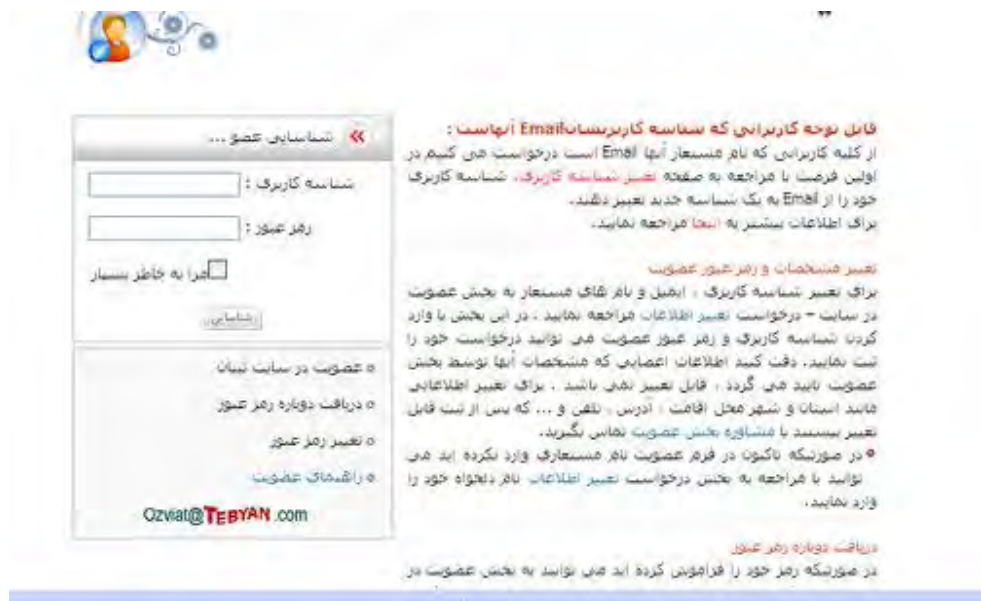 قابل توجه کاربرانی که شناسه کاربریشانEmail آنهاست :
از کلیه کاربرانی که نام مستعار آنها Email است درخواست می کنیم در
اولین فرصت با مراجعه به صفحه تغییر شناسه کاربری، شناسه کاربری
خود را از Email به یک شناسه جدید تغییر دهند.
برای اطلاعات بیشتر به اینجا مراجعه نمایید.
تغییر مشخصات و رمز عبور عضویت
برای تغییر شناسه کاربری ، ایمیل و نام های مستعار به بخش عضویت
در سایت – درخواست تغییر اطلاعات مراجعه نمایید . در این بخش با وارد
کردن شناسه کاربری و رمز عبور عضویت می توانید درخواست خود را
ثبت نمایید. دقت کنید اطلاعات اعضایی که مشخصات آنها توسط بخش
عضویت تایید می گردد ، قابل تغییر نمی باشد . برای تغییر اطلاعاتی
مانند استان و شهر محل اقامت ، آدرس ، تلفن و ... که پس از ثبت قابل
تغییر نیستند با مشاوره بخش عضویت تماس بگیرید.
در صورتیکه تاکنون در فرم عضویت نام مستعاری وارد نکرده اید می
توانید با مراجعه به بخش درخواست تغییر اطلاعات نام دلخواه خود را
وارد نمایید.
دریافت دوباره رمز عبور
در صورتیکه رمز خود را فراموش کرده اید می توانید به بخش عضویت در
شناسایی عضو ...
شناسه کاربری :
رمز عبور :
مرا به خاطر بسپار
شناسایی
عضویت در سایت تبیان
دریافت دوباره رمز عبور
تغییر رمز عبور
راهنمای عضویت
Ozviat@TEBYAN.com